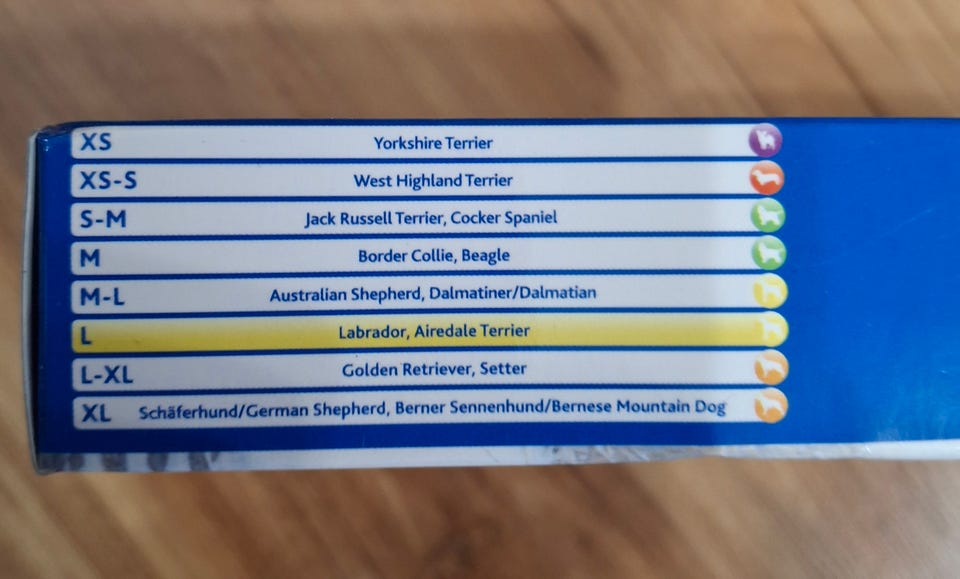 XS Yorkshire Terrier
XS-S West Highland Terrier
S-M Jack Russell Terrier, Cocker Spaniel
M Border Collie, Beagle
M-L Australian Shepherd, Dalmatiner/Dalmatian
L Labrador, Airedale Terrier
L-XL Golden Retriever, Setter
XL Schäferhund/German Shepherd, Berner Sennenhund/Bernese Mountain Dog